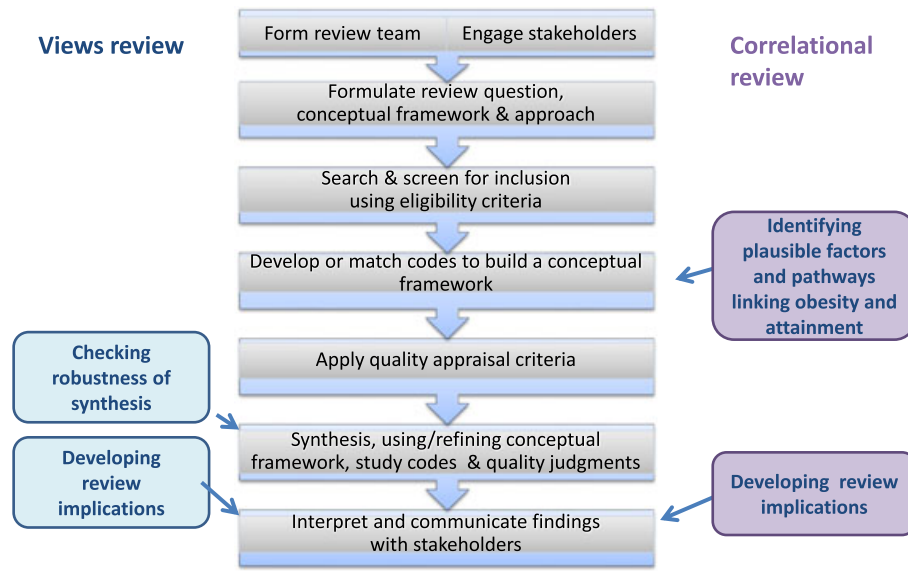 Views review
Form review team
Engage stakeholders
Correlational
review
Formulate review question,
conceptual framework & approach
Search & screen for inclusion
using eligibility criteria
Develop or match codes to build a conceptual
framework
Identifying
plausible factors
and pathways
linking obesity and
attainment
Apply quality appraisal criteria
Checking
robustness of
synthesis
Synthesis, using/refining conceptual
framework, study codes & quality judgments
Developing
review
implications
Developing review
implications
Interpret and communicate findings
with stakeholders